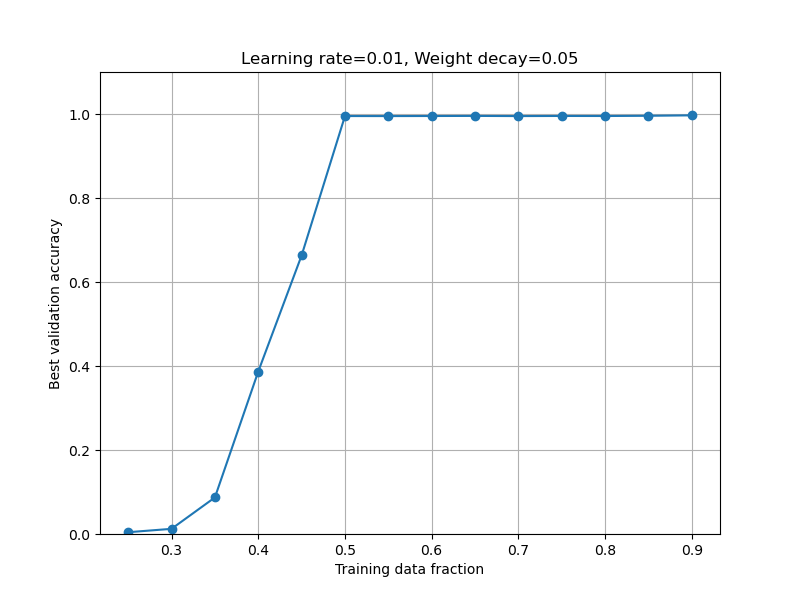 Learning rate=0.01, Weight decay=0.05
Best validation accuracy
1.0
0.8
0.6
0.4
0.2
0.0
0.3 0.4 0.5 0.6 0.7 0.8 0.9
Training data fraction